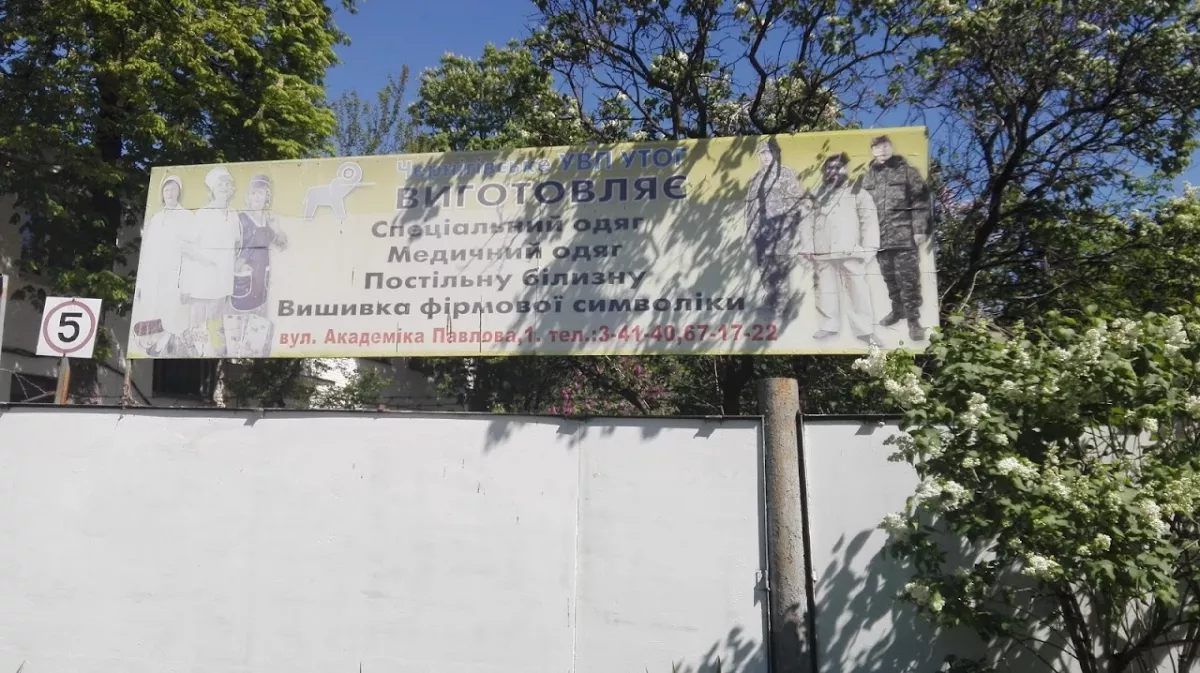 Чернігівське УВП УТОГ
ВИГОТОВЛЯЄ
Спеціальний одяг
Медичний одяг
Постільну білизну
Вишивка фірмової символіки
вул. Академіка Павлова,1. тел.:3-41-40,67-17-22
5